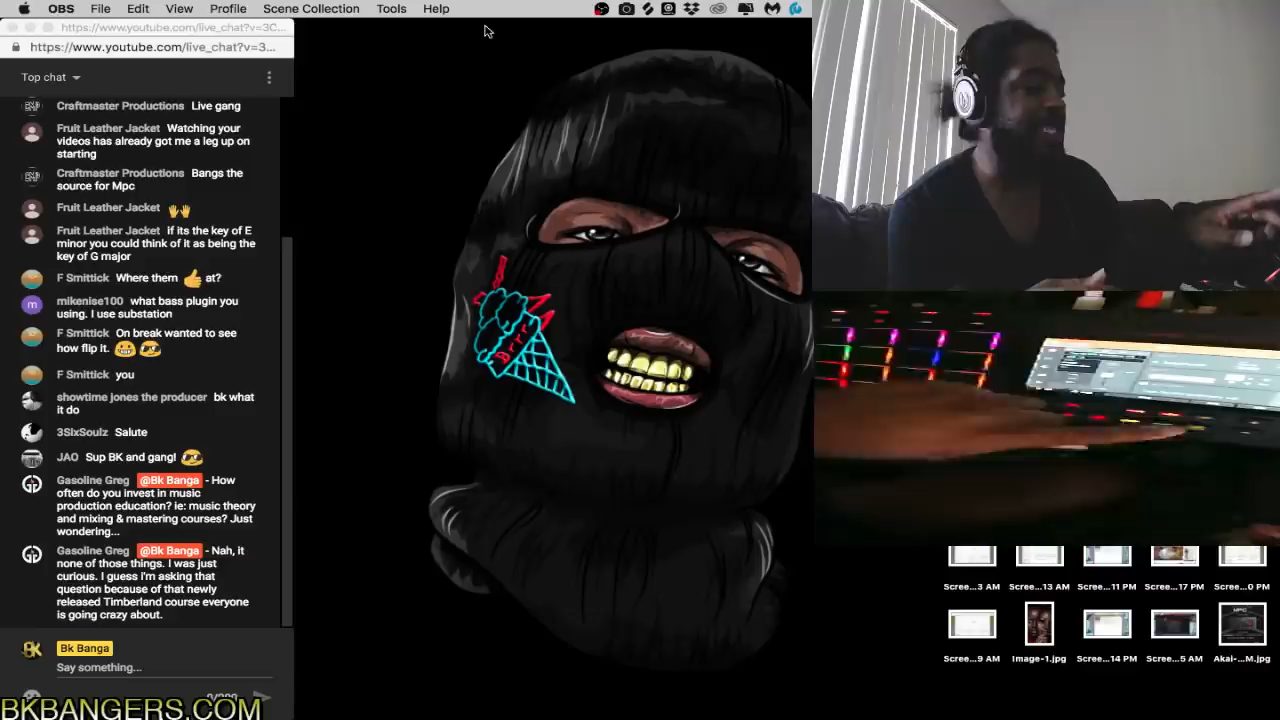 OBS File Edit View Profile Scene Collection Tools Help
https://www.youtube.com/live_chat?v=3C...
https://www.youtube.com/live_chat?v=3...
Top chat
Craftmaster Productions Live gang
Fruit Leather Jacket Watching your
videos has already got me a leg up on
starting
Craftmaster Productions Bangs the
source for Mpc
Fruit Leather Jacket 🙌
Fruit Leather Jacket if its the key of E
minor you could think of it as being the
key of G major
F Smittick Where them 👍 at?
mikenise100 what bass plugin you
using. I use substation
F Smittick On break wanted to see
how flip it. 😁😎
F Smittick you
showtime jones the producer bk what
it do
3SixSoulz Salute
JAO Sup BK and gang! 😎
Gasoline Greg @Bk Banga - How
often do you invest in music
production education? ie: music theory
and mixing & mastering courses? Just
wondering...
Gasoline Greg @Bk Banga - Nah, it
none of those things. I was just
curious. I guess I'm asking that
question because of that newly
released Timberland course everyone
is going crazy about.
Bk Banga
Say something...
0/200
BKBANGERS.COM
Brrr
Scree...3 AM Scree...13 AM Scree...11 PM Scree...17 PM Scree...0 PM
Scree...9 AM Image-1.jpg Scree...14 PM Scree...5 AM Akai-...M.jpg